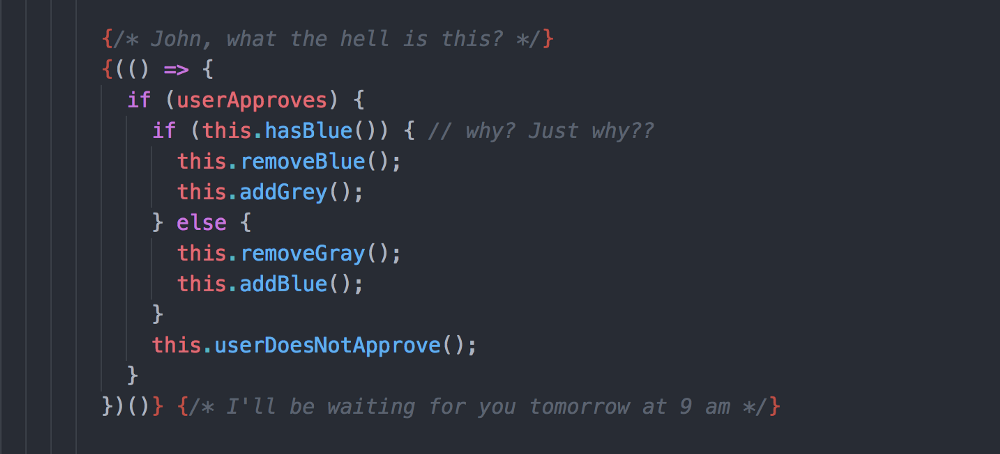 {/* John, what the hell is this? */}
{(() => {
if (userApproves) {
if (this.hasBlue()) { // why? Just why??
this.removeBlue();
this.addGrey();
} else {
this.removeGray();
this.addBlue();
}
this.userDoesNotApprove();
}
})()} {/* I'll be waiting for you tomorrow at 9 am */}